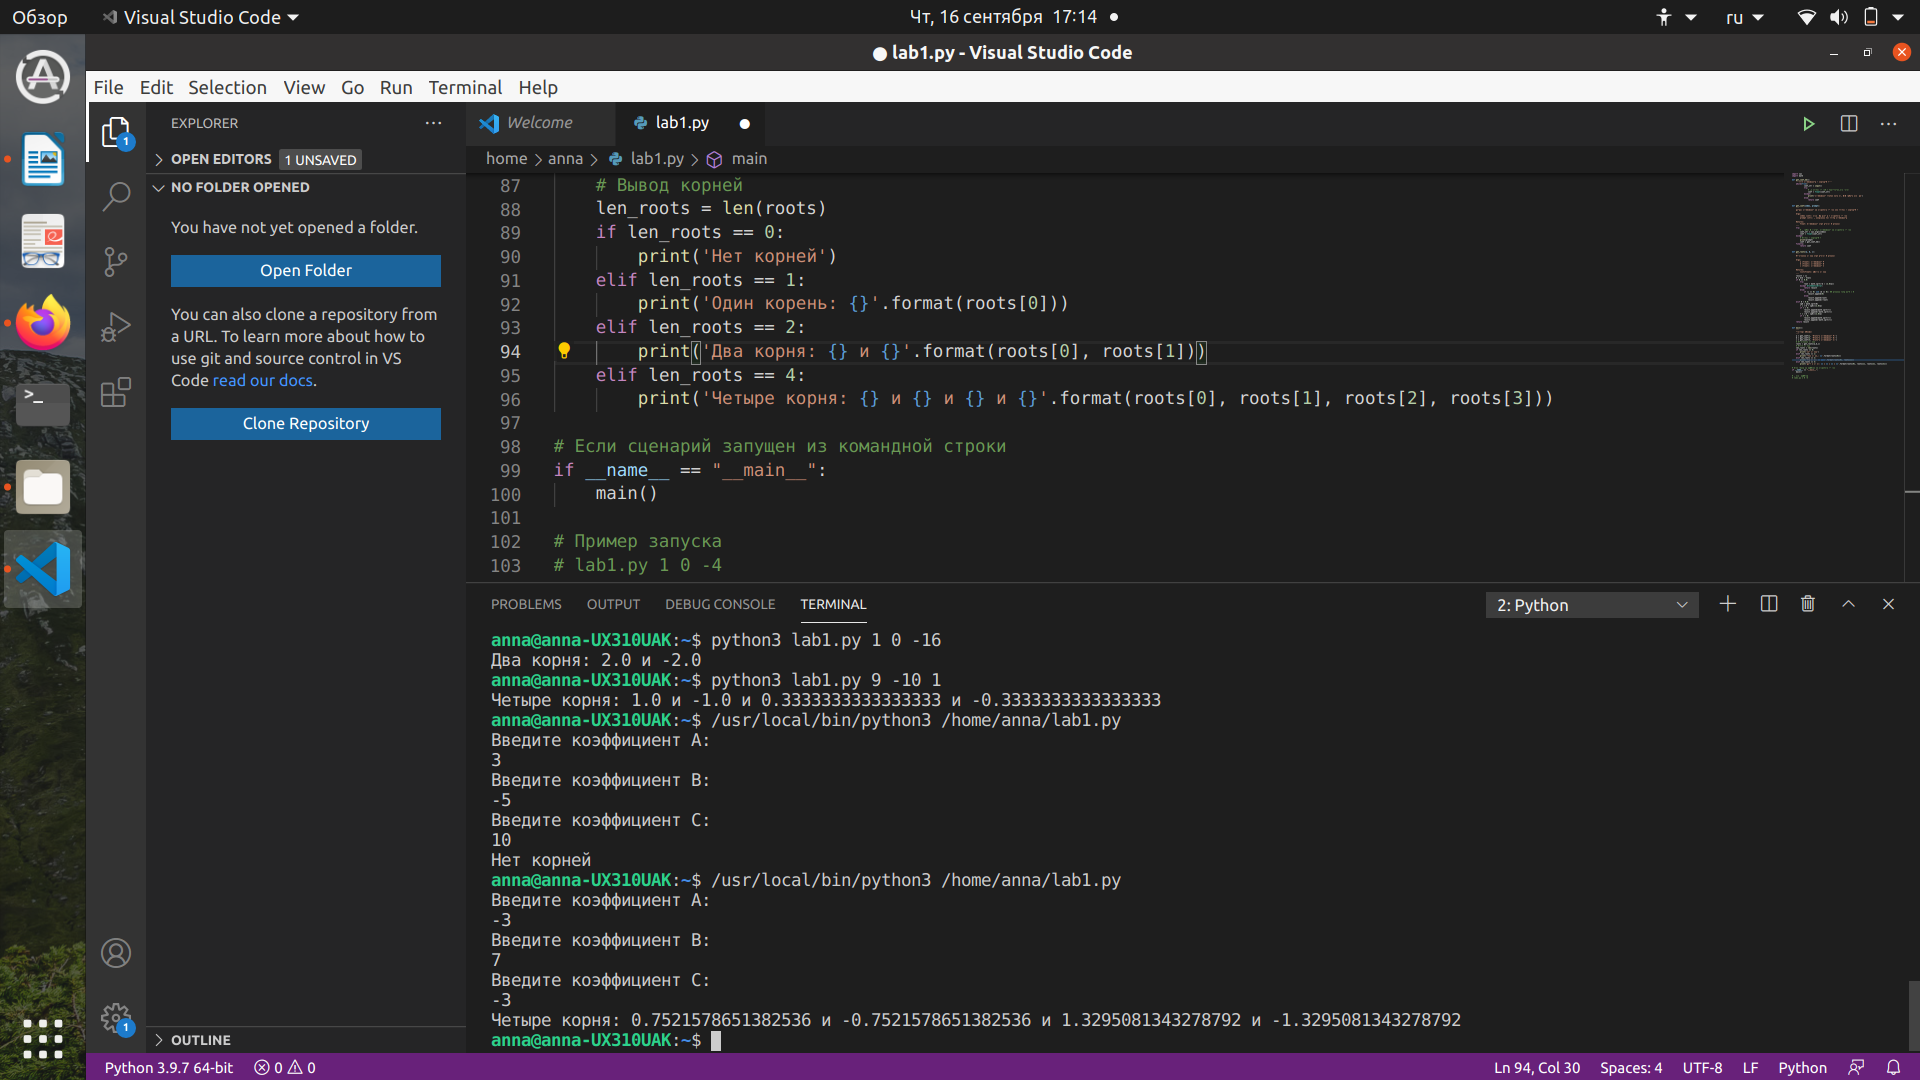 Обзор
Visual Studio Code
Чт, 16 сентября 17:14
ru
lab1.py - Visual Studio Code
File Edit Selection View Go Run Terminal Help
EXPLORER
OPEN EDITORS 1 UNSAVED
NO FOLDER OPENED
You have not yet opened a folder.
Open Folder
You can also clone a repository from
a URL. To learn more about how to
use git and source control in VS
Code read our docs.
Clone Repository
OUTLINE
1
1
Welcome lab1.py
home > anna > lab1.py > main
87 # Вывод корней
88 len_roots = len(roots)
89 if len_roots == 0:
90 print('Нет корней')
91 elif len_roots == 1:
92 print('Один корень: {}'.format(roots[0]))
93 elif len_roots == 2:
94 print('Два корня: {} и {}'.format(roots[0], roots[1]))
95 elif len_roots == 4:
96 print('Четыре корня: {} и {} и {} и {}'.format(roots[0], roots[1], roots[2], roots[3]))
97
98 # Если сценарий запущен из командной строки
99 if __name__ == "__main__":
100 main()
101
102 # Пример запуска
103 # lab1.py 1 0 -4
PROBLEMS OUTPUT DEBUG CONSOLE TERMINAL
2: Python
anna@anna-UX310UAK:~$ python3 lab1.py 1 0 -16
Два корня: 2.0 и -2.0
anna@anna-UX310UAK:~$ python3 lab1.py 9 -10 1
Четыре корня: 1.0 и -1.0 и 0.3333333333333333 и -0.3333333333333333
anna@anna-UX310UAK:~$ /usr/local/bin/python3 /home/anna/lab1.py
Введите коэффициент A:
3
Введите коэффициент B:
-5
Введите коэффициент C:
10
Нет корней
anna@anna-UX310UAK:~$ /usr/local/bin/python3 /home/anna/lab1.py
Введите коэффициент A:
-3
Введите коэффициент B:
7
Введите коэффициент C:
-3
Четыре корня: 0.7521578651382536 и -0.7521578651382536 и 1.3295081343278792 и -1.3295081343278792
anna@anna-UX310UAK:~$
Python 3.9.7 64-bit 0 0
Ln 94, Col 30 Spaces: 4 UTF-8 LF Python